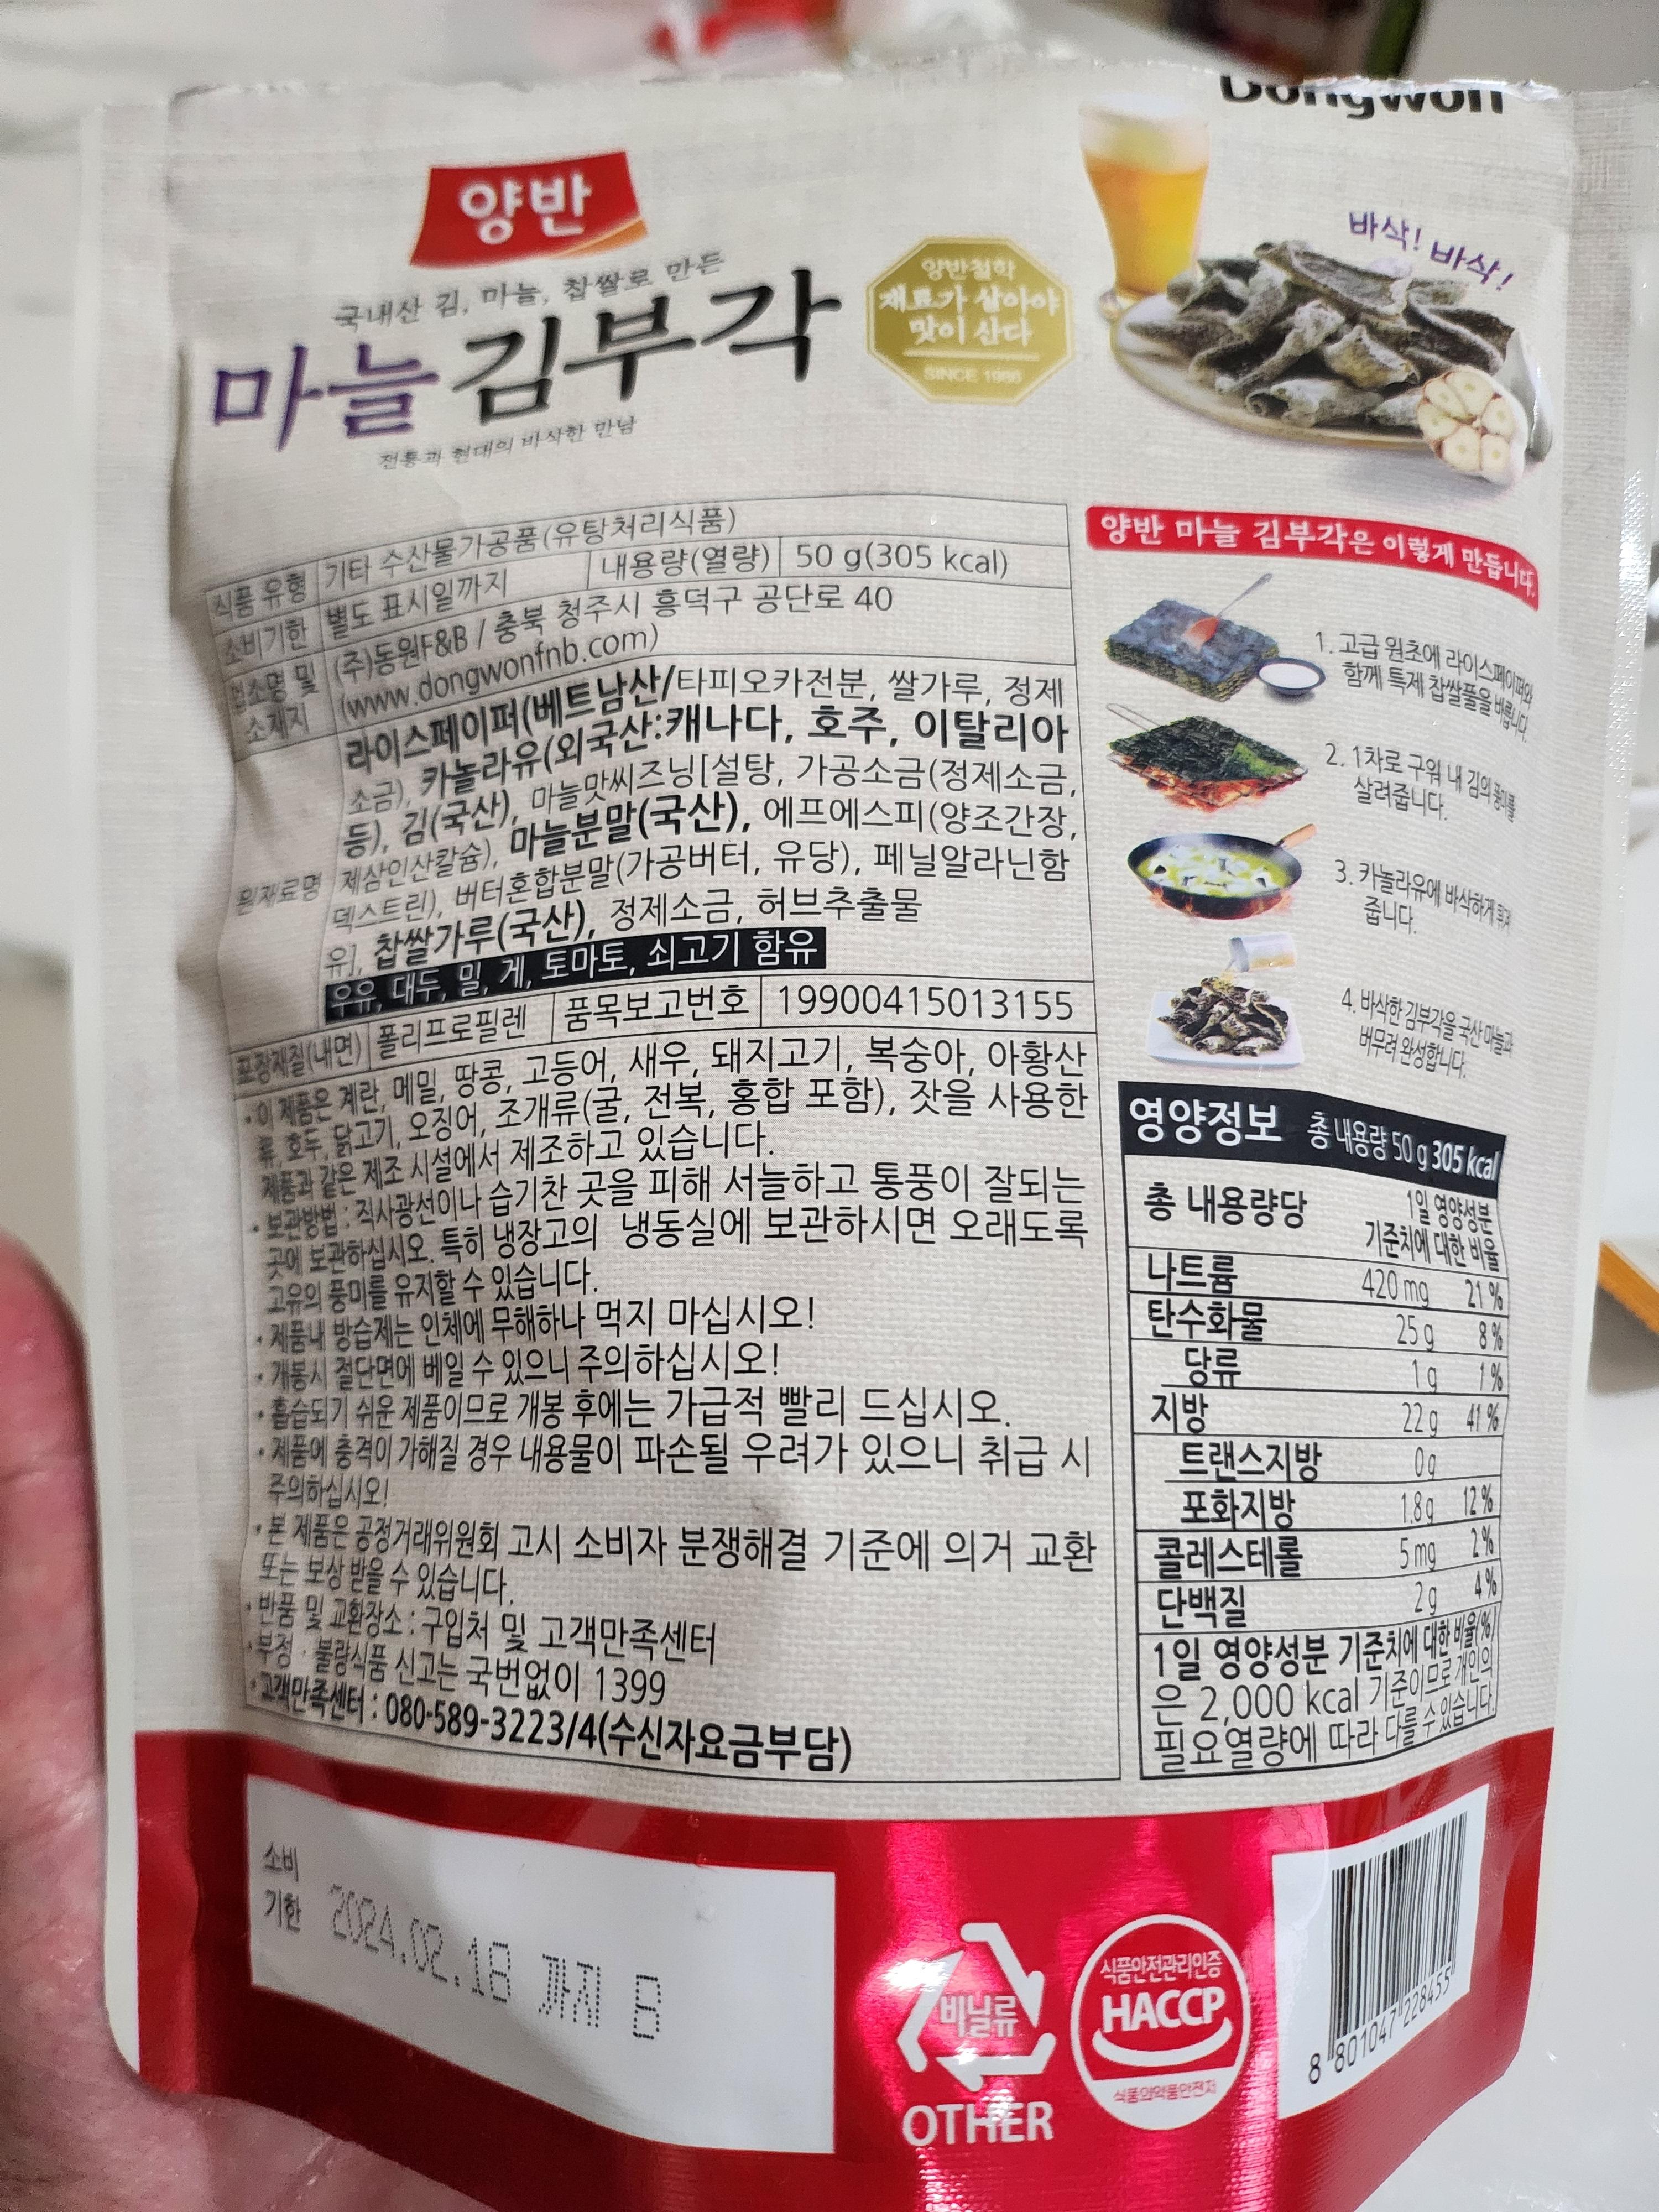 Dongwon
양반
국내산 김, 마늘, 찹쌀로 만든
마늘 김부각
전통과 현대의 바삭한 만남
양반철학
재료가 살아야
맛이 산다
SINCE 1986
바삭! 바삭!
식품 유형 기타 수산물가공품(유탕처리식품)
소비기한 별도 표시일까지 내용량(열량) 50 g(305 kcal)
업소명 및 (주)동원F&B / 충북 청주시 흥덕구 공단로 40
소재지 (www.dongwonfnb.com)
원재료명
라이스페이퍼(베트남산/타피오카전분, 쌀가루, 정제
소금), 카놀라유(외국산:캐나다, 호주, 이탈리아
등), 김(국산), 마늘맛씨즈닝[설탕, 가공소금(정제소금,
제삼인산칼슘), 마늘분말(국산), 에프에스피(양조간장,
덱스트린), 버터혼합분말(가공버터, 유당), 페닐알라닌함
유], 찹쌀가루(국산), 정제소금, 허브추출물
우유, 대두, 밀, 게, 토마토, 쇠고기 함유
포장재질(내면) 폴리프로필렌 품목보고번호 19900415013155
• 이 제품은 계란, 메밀, 땅콩, 고등어, 새우, 돼지고기, 복숭아, 아황산
류, 호두, 닭고기, 오징어, 조개류(굴, 전복, 홍합 포함), 잣을 사용한
제품과 같은 제조 시설에서 제조하고 있습니다.
• 보관방법 : 직사광선이나 습기찬 곳을 피해 서늘하고 통풍이 잘되는
곳에 보관하십시오. 특히 냉장고의 냉동실에 보관하시면 오래도록
고유의 풍미를 유지할 수 있습니다.
• 제품내 방습제는 인체에 무해하나 먹지 마십시오!
• 개봉시 절단면에 베일 수 있으니 주의하십시오!
• 흡습되기 쉬운 제품이므로 개봉 후에는 가급적 빨리 드십시오.
• 제품에 충격이 가해질 경우 내용물이 파손될 우려가 있으니 취급 시
주의하십시오!
• 본 제품은 공정거래위원회 고시 소비자 분쟁해결 기준에 의거 교환
또는 보상 받을 수 있습니다.
• 반품 및 교환장소 : 구입처 및 고객만족센터
• 부정 · 불량식품 신고는 국번없이 1399
• 고객만족센터 : 080-589-3223/4(수신자요금부담)
양반 마늘 김부각은 이렇게 만듭니다.
1. 고급 원초에 라이스페이퍼와
함께 특제 찹쌀풀을 바릅니다.
2. 1차로 구워 내 김의 풍미를
살려줍니다.
3. 카놀라유에 바삭하게 튀겨
줍니다.
4. 바삭한 김부각을 국산 마늘과
버무려 완성합니다.
영양정보 총 내용량 50 g 305 kcal
총 내용량당 1일 영양성분
기준치에 대한 비율
나트륨 420 mg 21 %
탄수화물 25 g 8 %
당류 1 g 1 %
지방 22 g 41 %
트랜스지방 0 g
포화지방 1.8 g 12 %
콜레스테롤 5 mg 2 %
단백질 2 g 4 %
1일 영양성분 기준치에 대한 비율(%)
은 2,000 kcal 기준이므로 개인의
필요열량에 따라 다를 수 있습니다.
소비
기한 2024.02.18 까지 B
비닐류
OTHER
식품안전관리인증
HACCP
식품의약품안전처
8 801047 228455